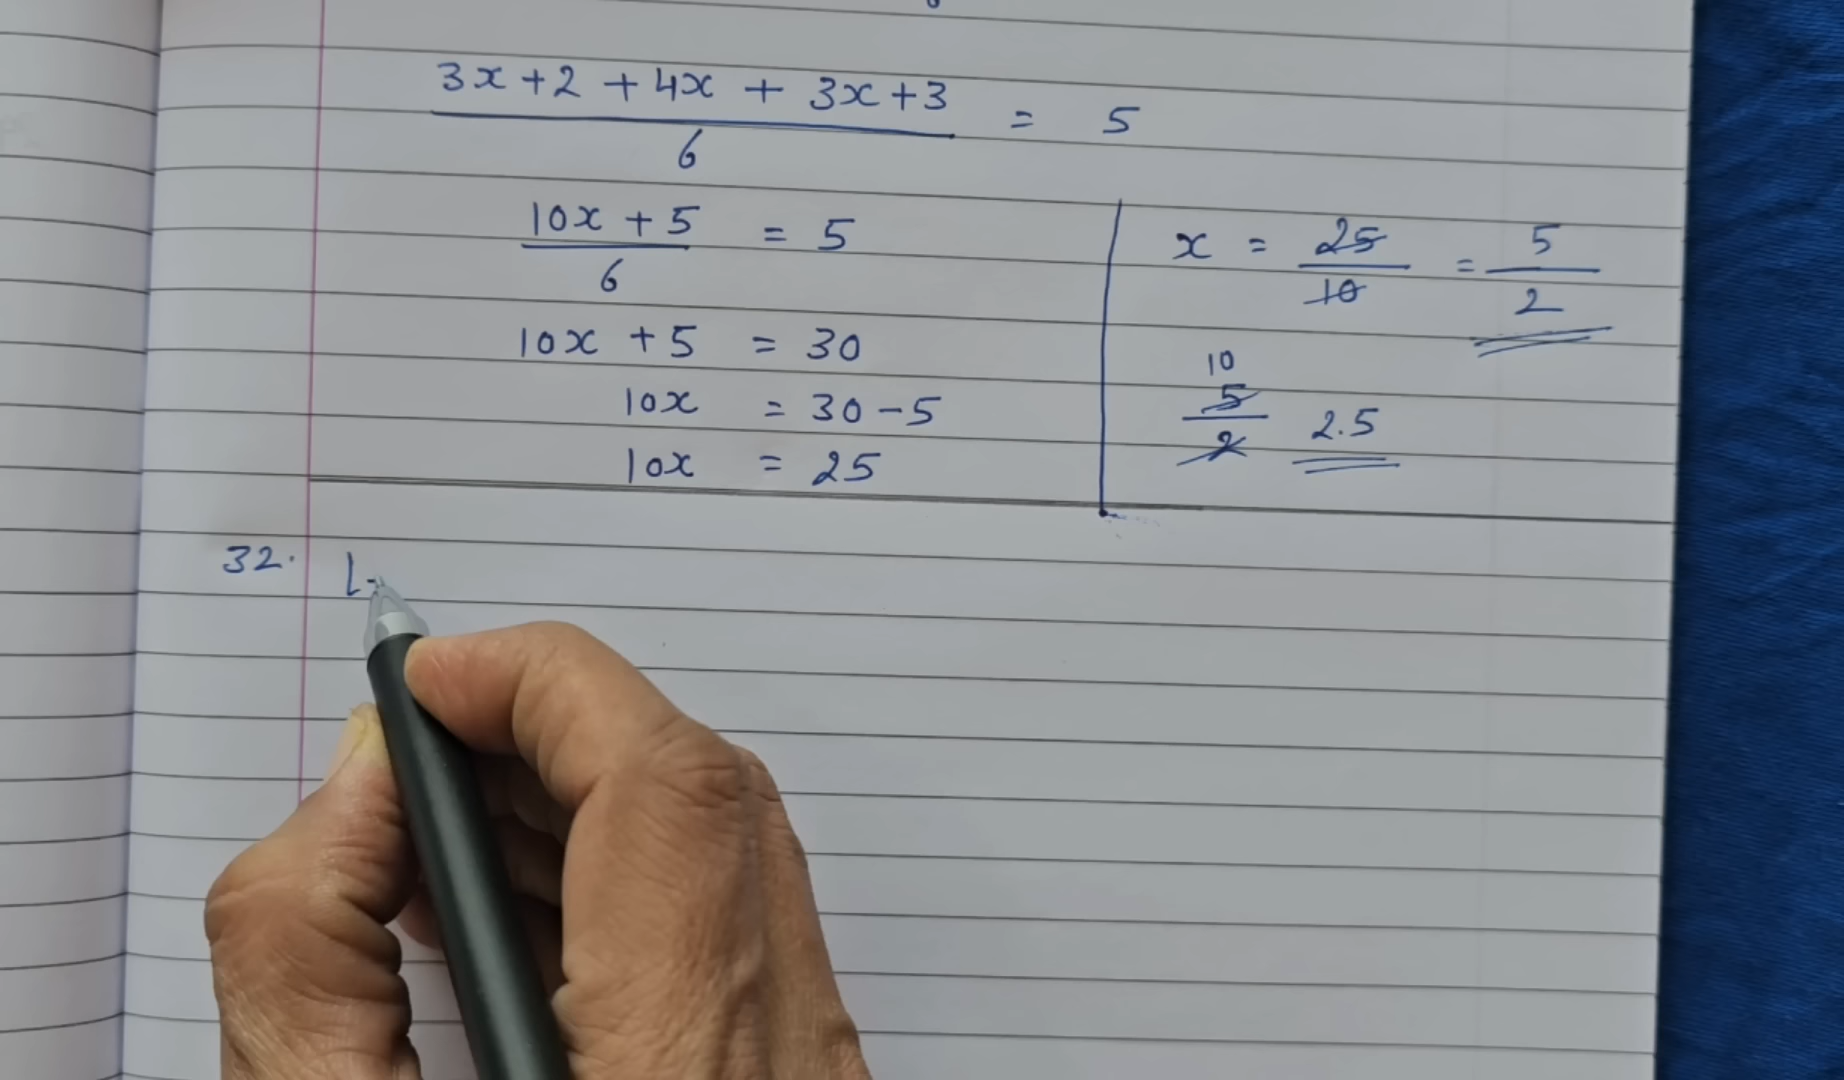 3x+2 + 4x + 3x+3 = 5
6
10x + 5 = 5
6
10x + 5 = 30
10x = 30-5
10x = 25
x = 25 = 5
10 2
10
5
2 2.5
32.